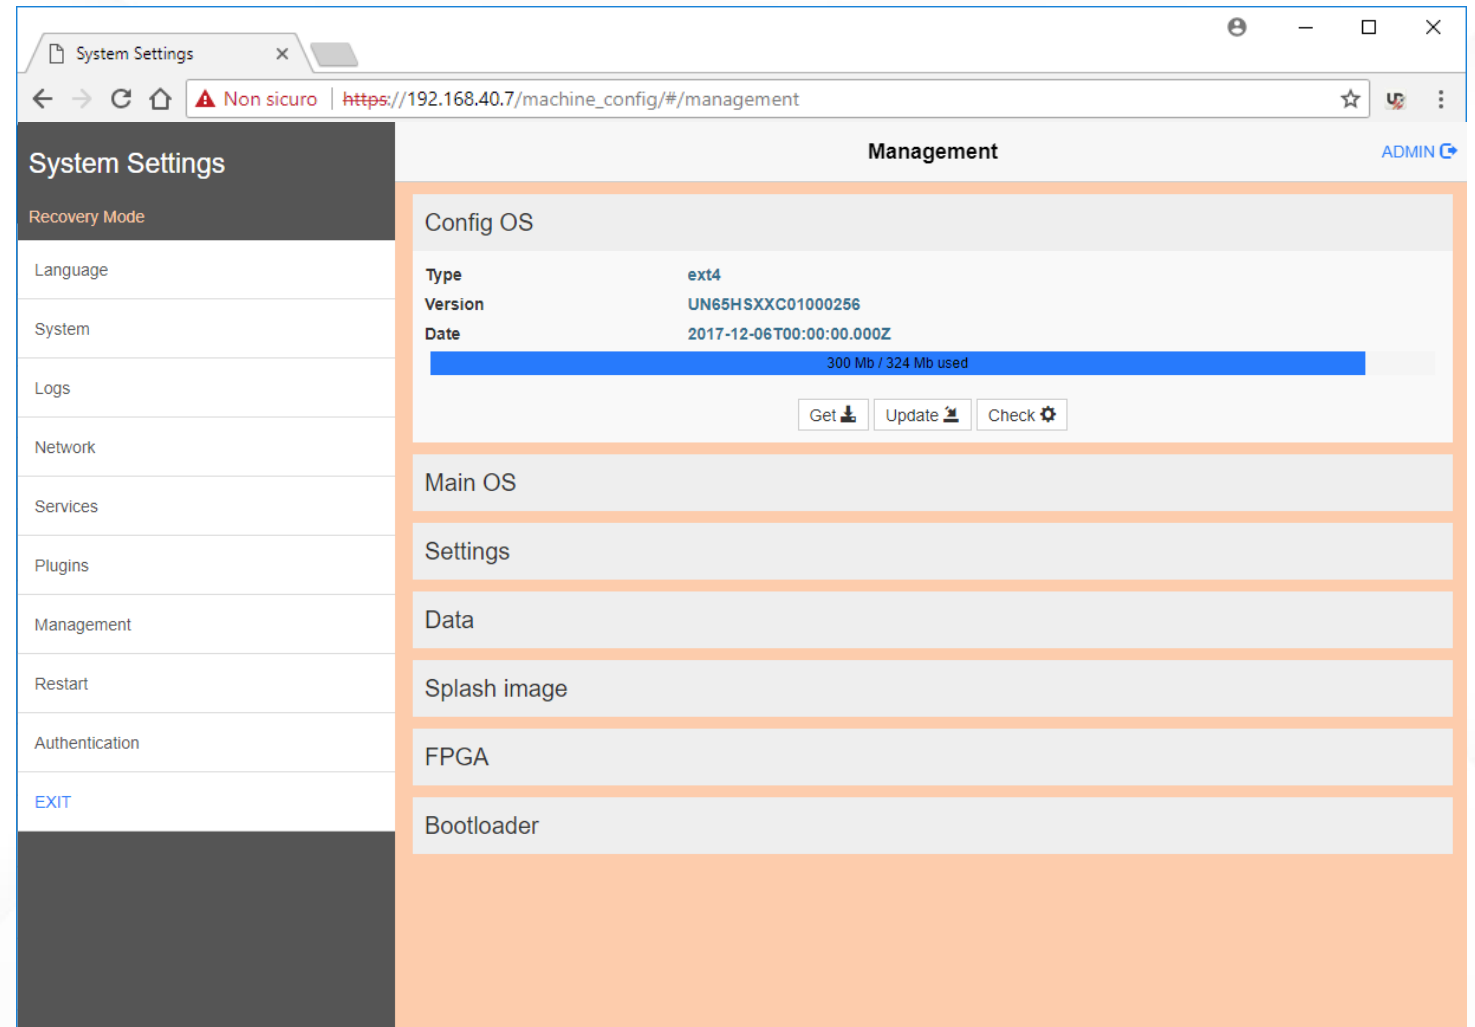 System Settings
Non sicuro https://192.168.40.7/machine_config/#/management
System Settings
Recovery Mode
Language
System
Logs
Network
Services
Plugins
Management
Restart
Authentication
EXIT
Management
ADMIN
Config OS
Type ext4
Version UN65HSXXC01000256
Date 2017-12-06T00:00:00.000Z
300 Mb / 324 Mb used
Get Update Check
Main OS
Settings
Data
Splash image
FPGA
Bootloader